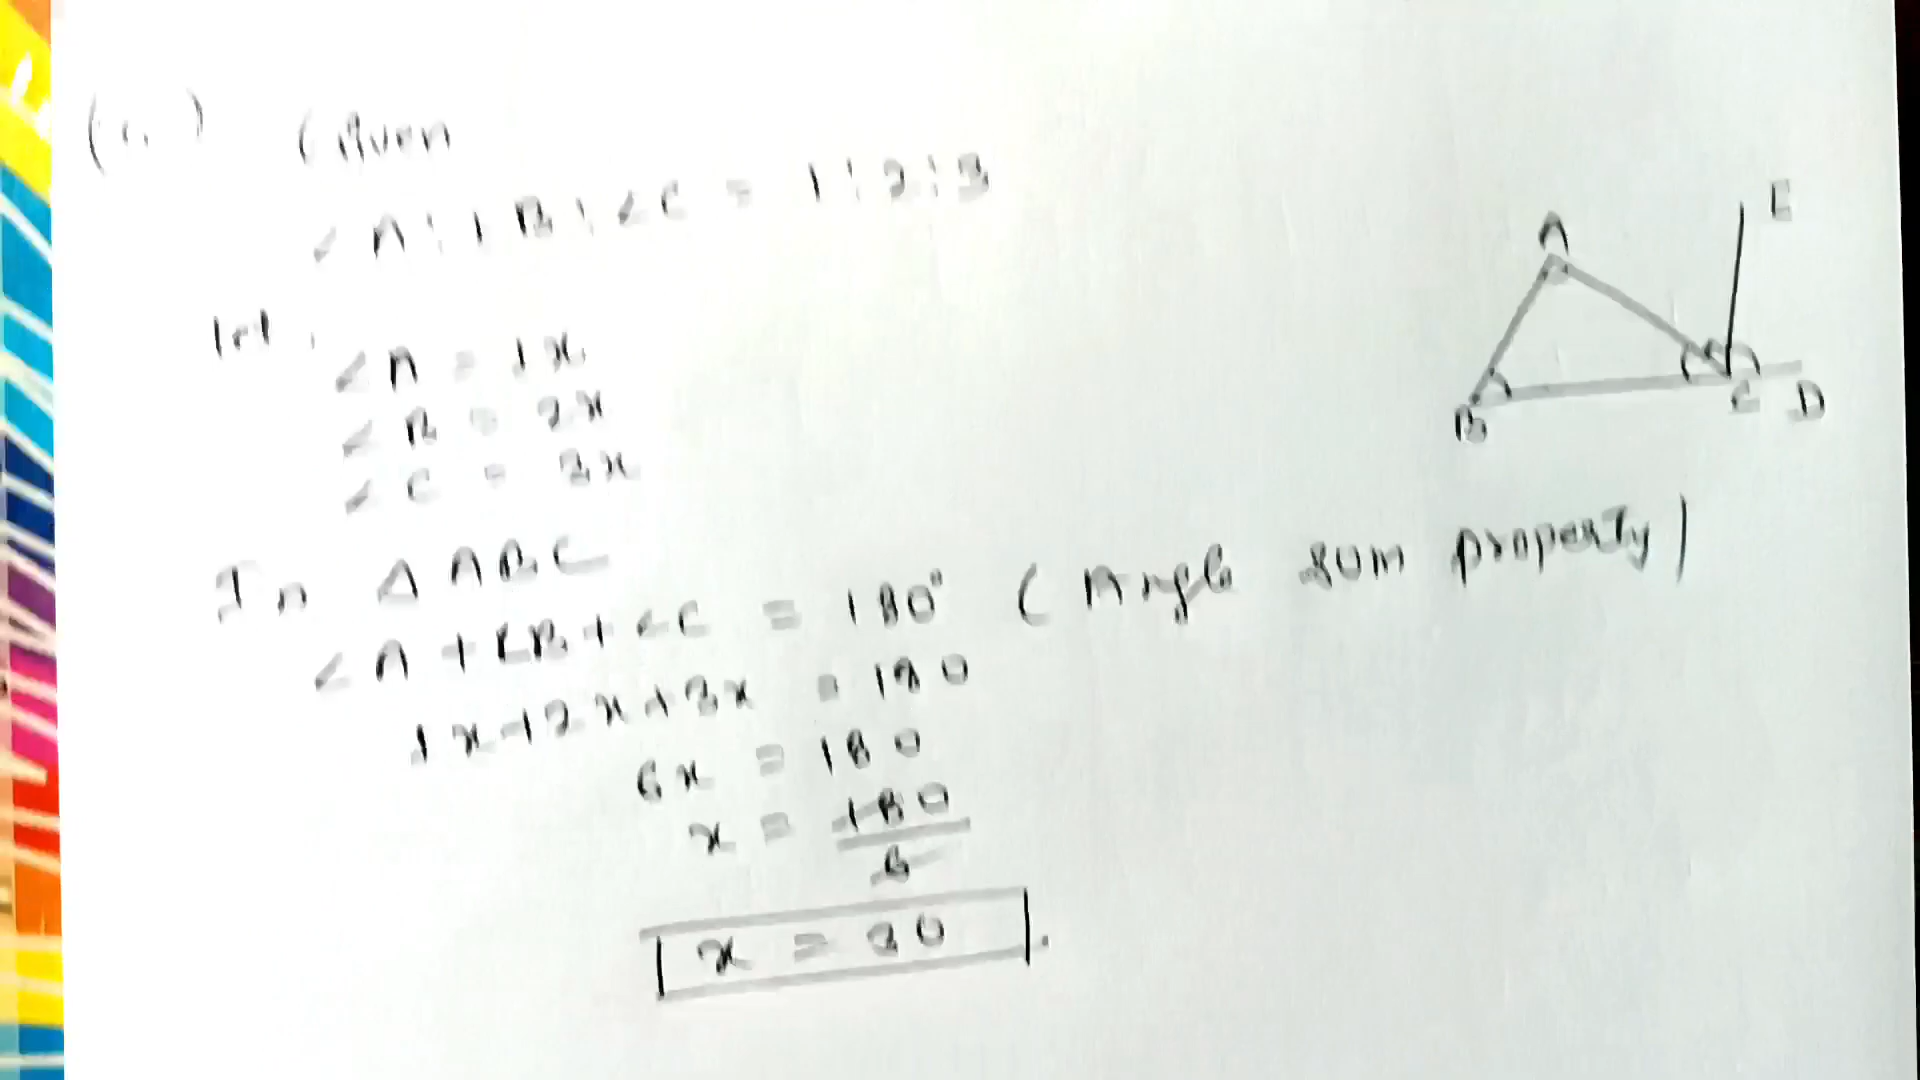 Given
∠A : ∠B : ∠C = 1 : 2 : 3
let,
∠A = 1x
∠B = 2x
∠C = 3x
In △ABC
∠A + ∠B + ∠C = 180° (Angle sum property)
1x + 2x + 3x = 180
6x = 180
x = 180/6
x = 30
A
E
B
C
D